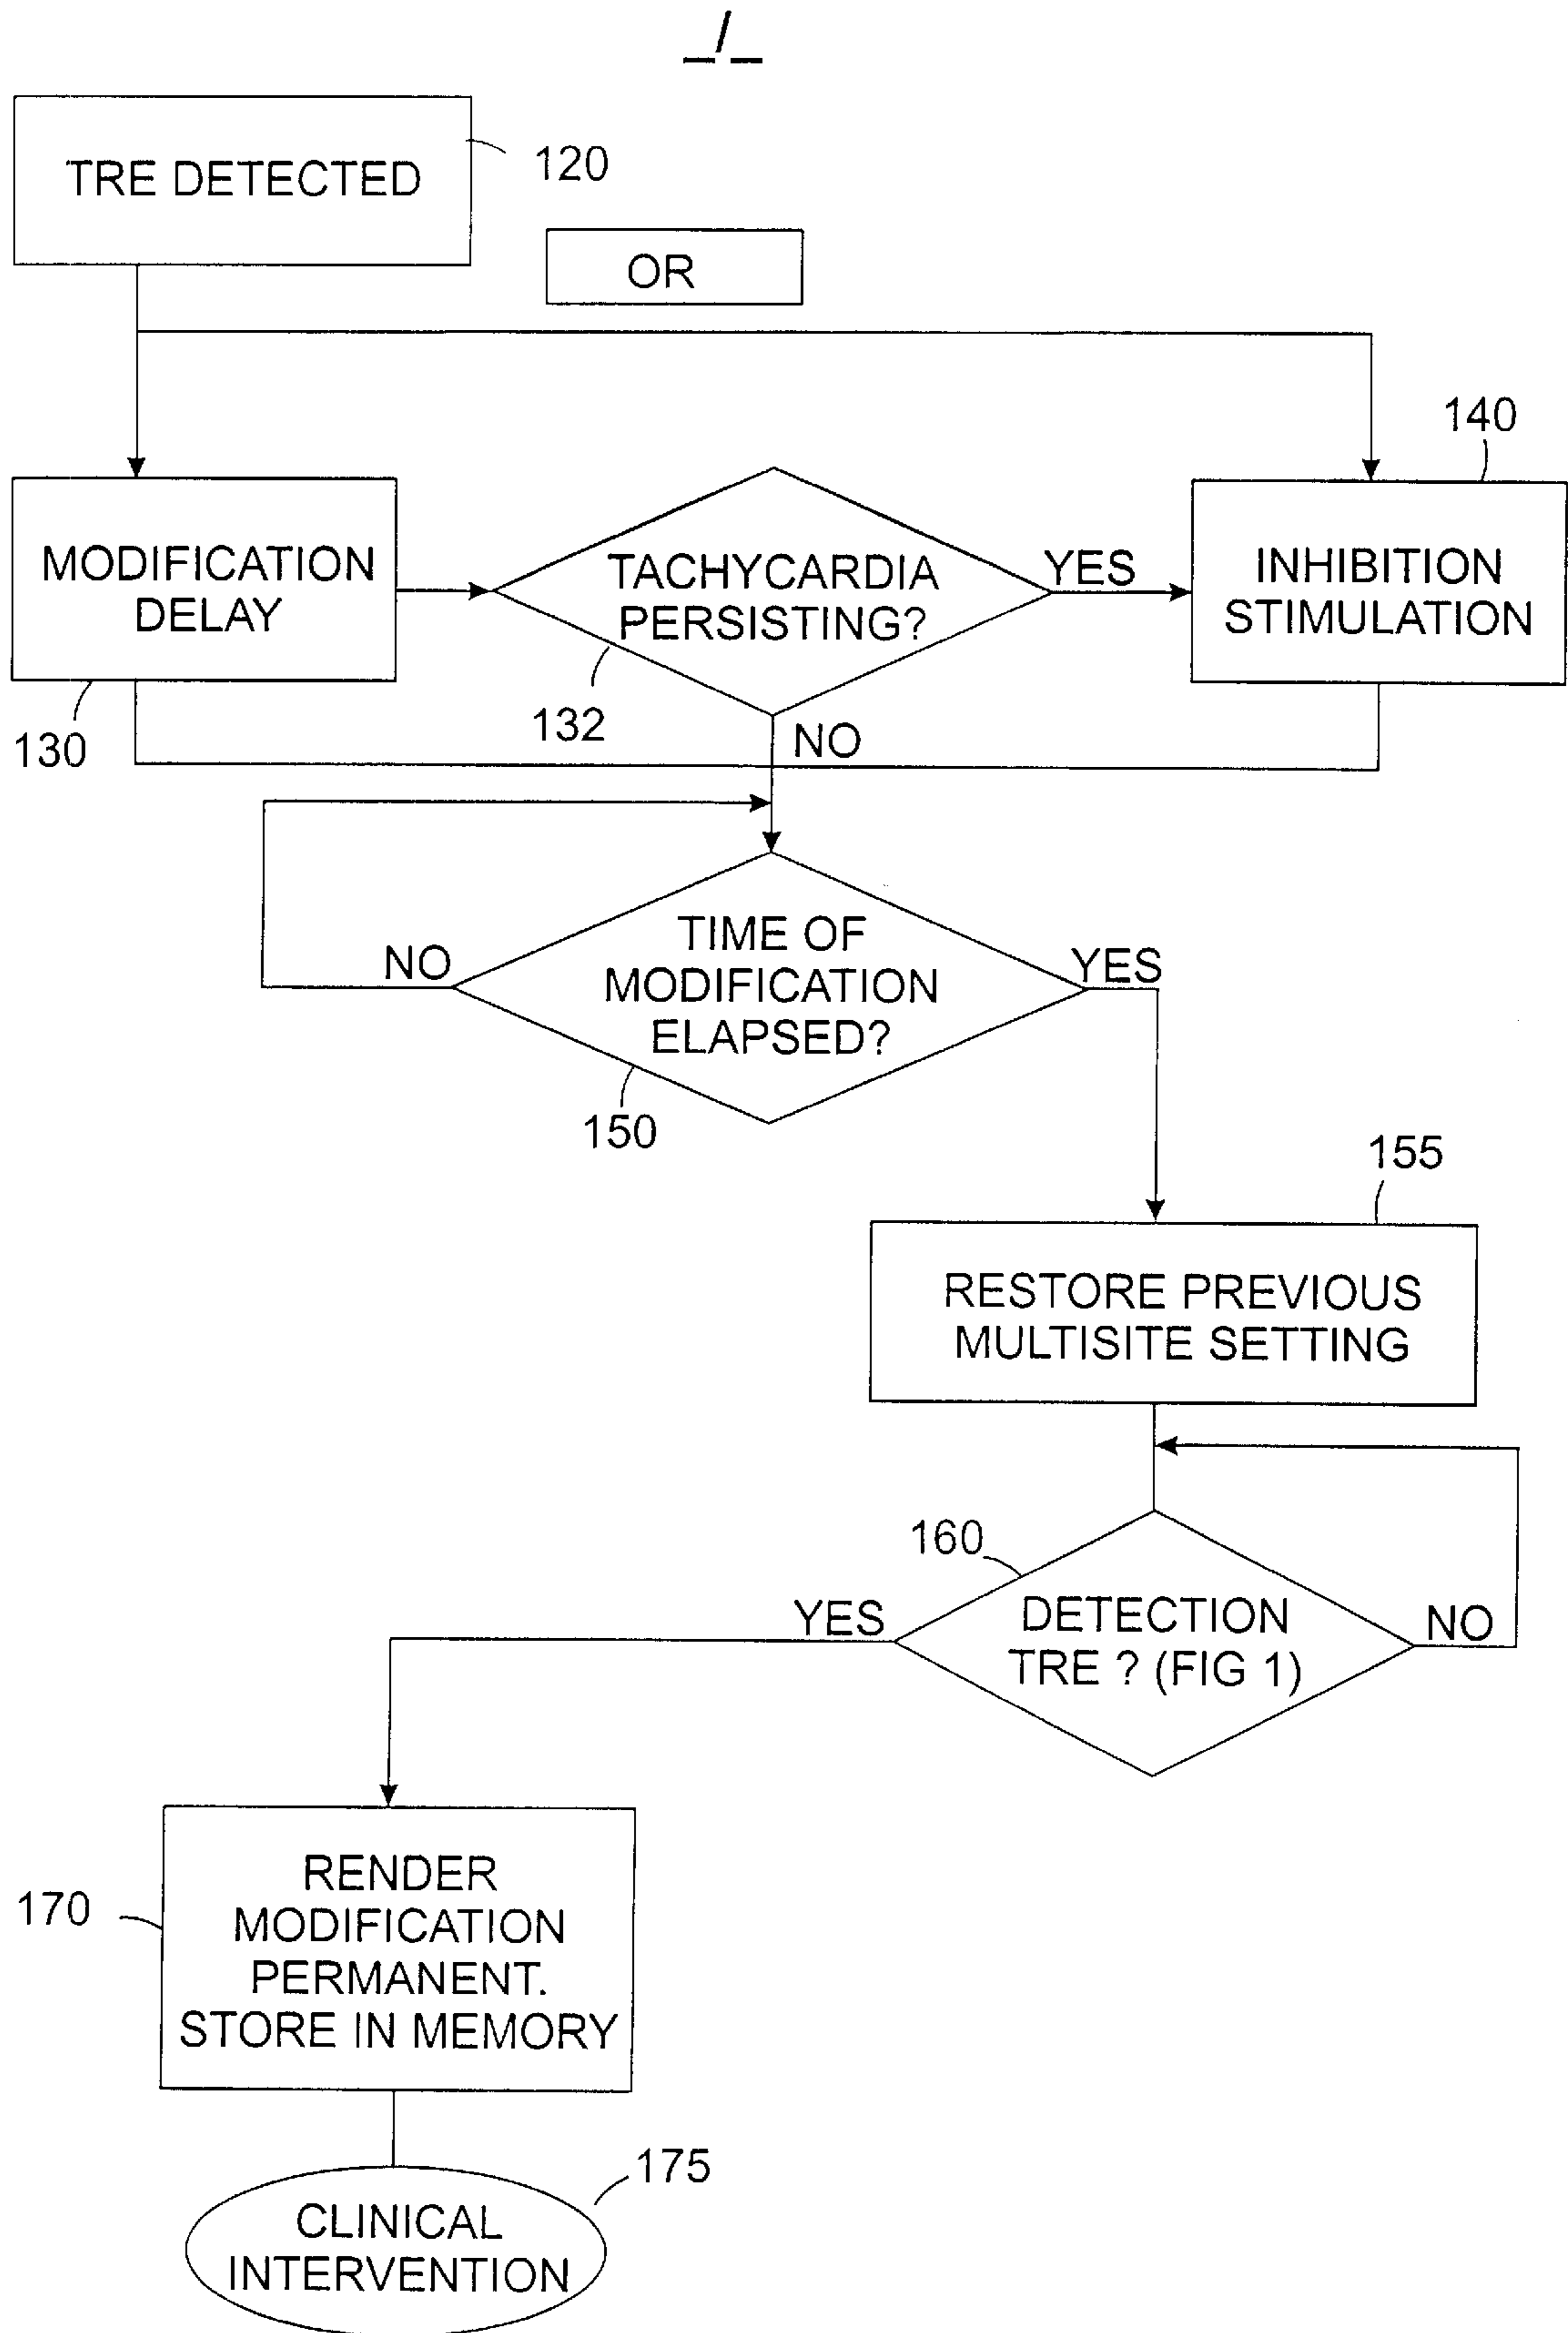 _/_
TRE DETECTED
120
OR
140
MODIFICATION
DELAY
TACHYCARDIA
PERSISTING?
YES
INHIBITION
STIMULATION
130
132
NO
NO
TIME OF
MODIFICATION
ELAPSED?
YES
150
155
RESTORE PREVIOUS
MULTISITE SETTING
160
YES
DETECTION
TRE ? (FIG 1)
NO
170
RENDER
MODIFICATION
PERMANENT.
STORE IN MEMORY
175
CLINICAL
INTERVENTION